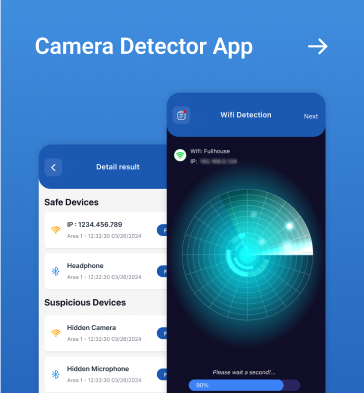 Camera Detector App
Detail result
Safe Devices
IP : 1234.456.789
Area 1 - 12:32:30 03/26/2024
Headphone
Area 1 - 12:32:30 03/26/2024
Suspicious Devices
Hidden Camera
Area 1 - 12:32:30 03/26/2024
Hidden Microphone
Area 1 - 12:32:30 03/26/2024
Wifi Detection
Next
Wifi: Fullhouse
IP:
Please wait a second!...
90%